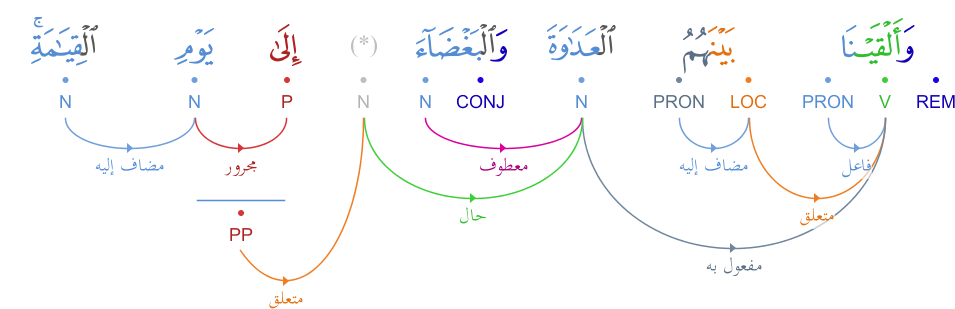 وَأَلْقَيْنَا بَيْنَهُمُ ٱلْعَدَٰوَةَ وَٱلْبَغْضَآءَ (*) إِلَىٰ يَوْمِ ٱلْقِيَٰمَةِ ۚ
REM V PRON LOC PRON N CONJ N N P N N
فاعل مضاف إليه معطوف مجرور مضاف إليه
متعلق حال
PP
مفعول به
متعلق